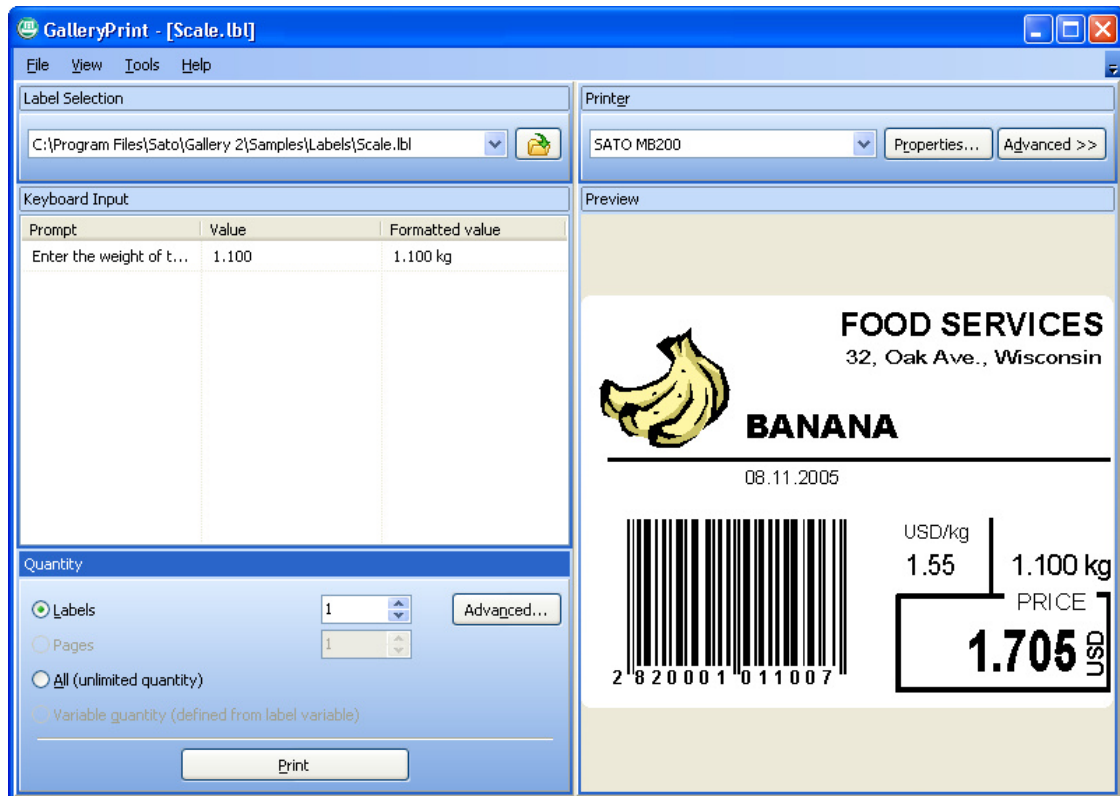 GalleryPrint - [Scale.lbl]
File View Tools Help
Label Selection
C:\Program Files\Sato\Gallery 2\Samples\Labels\Scale.lbl
Keyboard Input
Prompt Value Formatted value
Enter the weight of t... 1.100 1.100 kg
Quantity
Labels 1 Advanced...
Pages 1
All (unlimited quantity)
Variable quantity (defined from label variable)
Print
Printer
SATO MB200 Properties... Advanced >>
Preview
FOOD SERVICES
32, Oak Ave., Wisconsin
BANANA
08.11.2005
USD/kg
1.55 1.100 kg
PRICE
1.705 USD
2 820001 011007